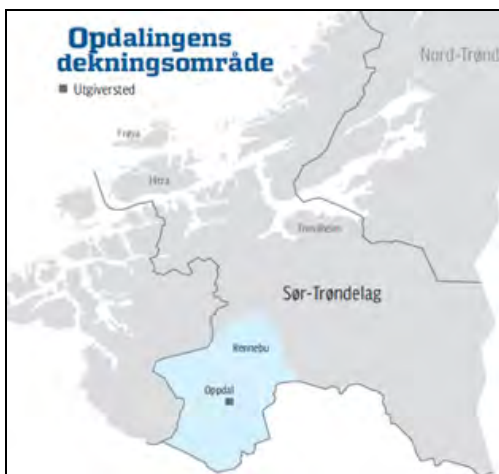 Opdalingens
dekningsområde
Utgiversted
Nord-Trønd
Frøya
Hitra
Trondheim
Sør-Trøndelag
Rennebu
Oppdal